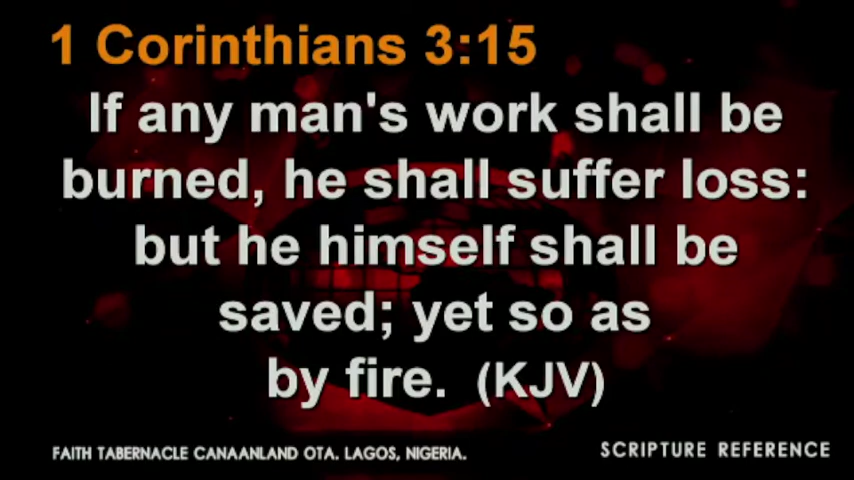 1 Corinthians 3:15
If any man's work shall be
burned, he shall suffer loss:
but he himself shall be
saved; yet so as
by fire. (KJV)
FAITH TABERNACLE CANAANLAND OTA. LAGOS, NIGERIA.
SCRIPTURE REFERENCE